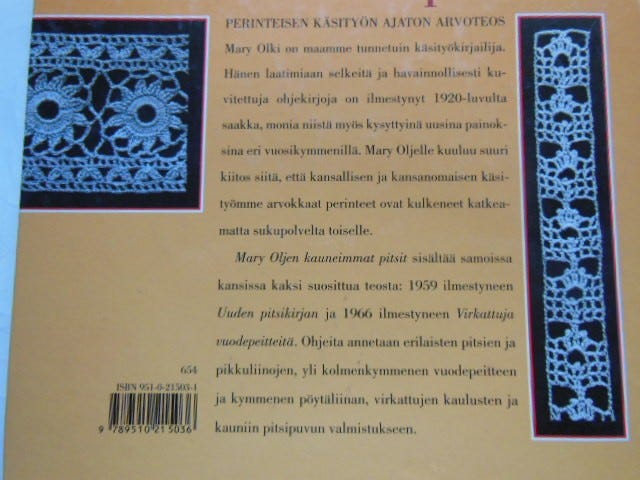 PERINTEISEN KÄSITYÖN AJATON ARVOTEOS
Mary Olki on maamme tunnetuin käsityökirjailija.
Hänen laatimiaan selkeitä ja havainnollisesti ku-
vitettuja ohjekirjoja on ilmestynyt 1920-luvulta
saakka, monia niistä myös kysyttyinä uusina painok-
sina eri vuosikymmenillä. Mary Oljelle kuuluu suuri
kiitos siitä, että kansallisen ja kansanomaisen käsi-
työmme arvokkaat perinteet ovat kulkeneet katkea-
matta sukupolvelta toiselle.
Mary Oljen kauneimmat pitsit sisältää samoissa
kansissa kaksi suosittua teosta: 1959 ilmestyneen
Uuden pitsikirjan ja 1966 ilmestyneen Virkattuja
vuodepeitteitä. Ohjeita annetaan erilaisten pitsien ja
pikkuliinojen, yli kolmenkymmenen vuodepeitteen
ja kymmenen pöytäliinan, virkattujen kaulusten ja
kauniin pitsipuvun valmistukseen.
654
ISBN 951-0-21503-1
9 789510 215036